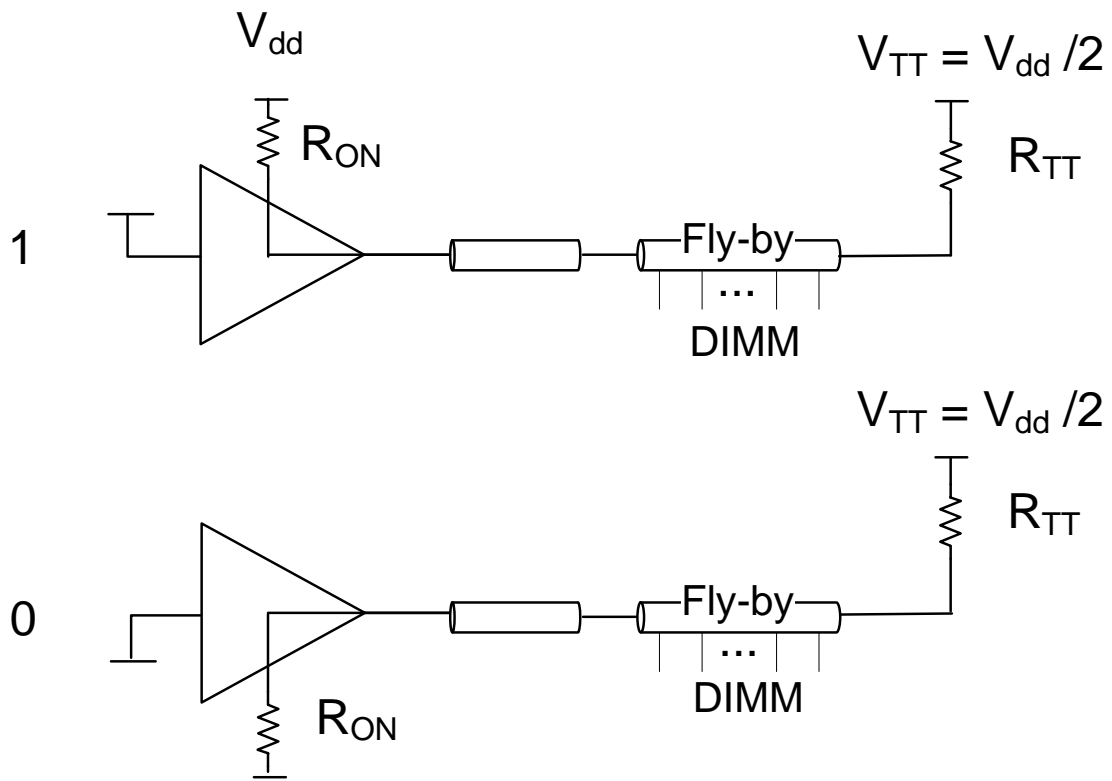 V_dd
V_TT = V_dd /2
R_ON
R_TT
1
Fly-by
...
DIMM
V_TT = V_dd /2
R_TT
0
Fly-by
...
DIMM
R_ON